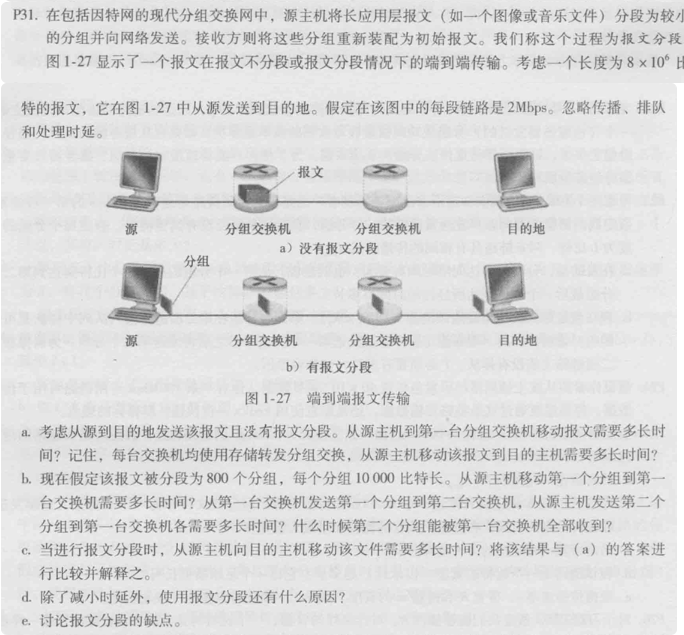 P31. 在包括因特网的现代分组交换网中，源主机将长应用层报文（如一个图像或音乐文件）分段为较小
的分组并向网络发送。接收方则将这些分组重新装配为初始报文。我们称这个过程为报文分段
图1-27 显示了一个报文在报文不分段或报文分段情况下的端到端传输。考虑一个长度为 8×10⁶ 比
特的报文，它在图1-27 中从源发送到目的地。假定在该图中的每段链路是 2Mbps。忽略传播、排队
和处理时延。
报文
源 分组交换机 分组交换机 目的地
a）没有报文分段
分组
源 分组交换机 分组交换机 目的地
b）有报文分段
图1-27 端到端报文传输
a. 考虑从源到目的地发送该报文且没有报文分段。从源主机到第一台分组交换机移动报文需要多长时
间？记住，每台交换机均使用存储转发分组交换，从源主机移动该报文到目的主机需要多长时间？
b. 现在假定该报文被分段为 800 个分组，每个分组 10 000 比特长。从源主机移动第一个分组到第一
台交换机需要多长时间？从第一台交换机发送第一个分组到第二台交换机，从源主机发送第二个
分组到第一台交换机各需要多长时间？什么时候第二个分组能被第一台交换机全部收到？
c. 当进行报文分段时，从源主机向目的主机移动该文件需要多长时间？将该结果与（a）的答案进
行比较并解释之。
d. 除了减小时延外，使用报文分段还有什么原因？
e. 讨论报文分段的缺点。